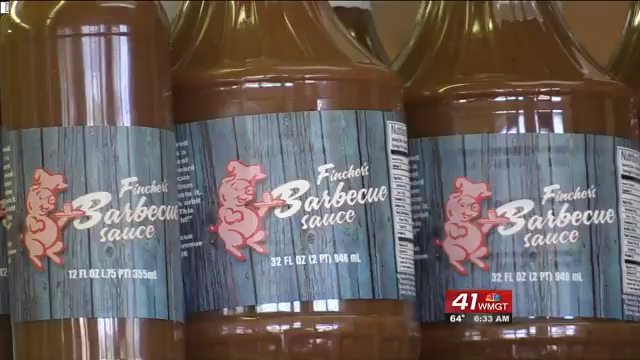 Fincher's
Barbecue
sauce
12 FL OZ (.75 PT) 355mL
Fincher's
Barbecue
sauce
32 FL OZ (2 PT) 946 mL
Fincher's
Barbecue
sauce
32 FL OZ (2 PT) 946 mL
41 WMGT
64° 6:33 AM